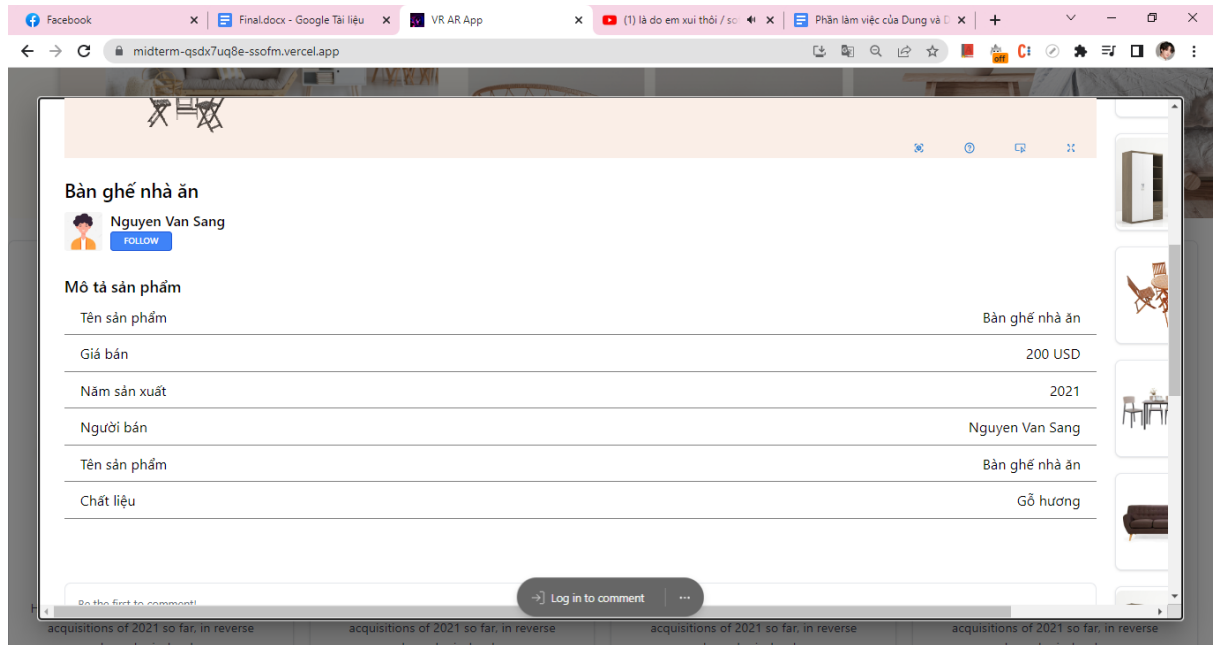 Facebook
Final.docx - Google Tài liệu
VR AR App
(1) là do em xui thôi / so
Phần làm việc của Dung và D
midterm-qsdx7uq8e-ssofm.vercel.app
off
Bàn ghế nhà ăn
Nguyen Van Sang
FOLLOW
Mô tả sản phẩm
Tên sản phẩm Bàn ghế nhà ăn
Giá bán 200 USD
Năm sản xuất 2021
Người bán Nguyen Van Sang
Tên sản phẩm Bàn ghế nhà ăn
Chất liệu Gỗ hương
Be the first to comment!
Log in to comment
acquisitions of 2021 so far, in reverse
acquisitions of 2021 so far, in reverse
acquisitions of 2021 so far, in reverse
acquisitions of 2021 so far, in reverse